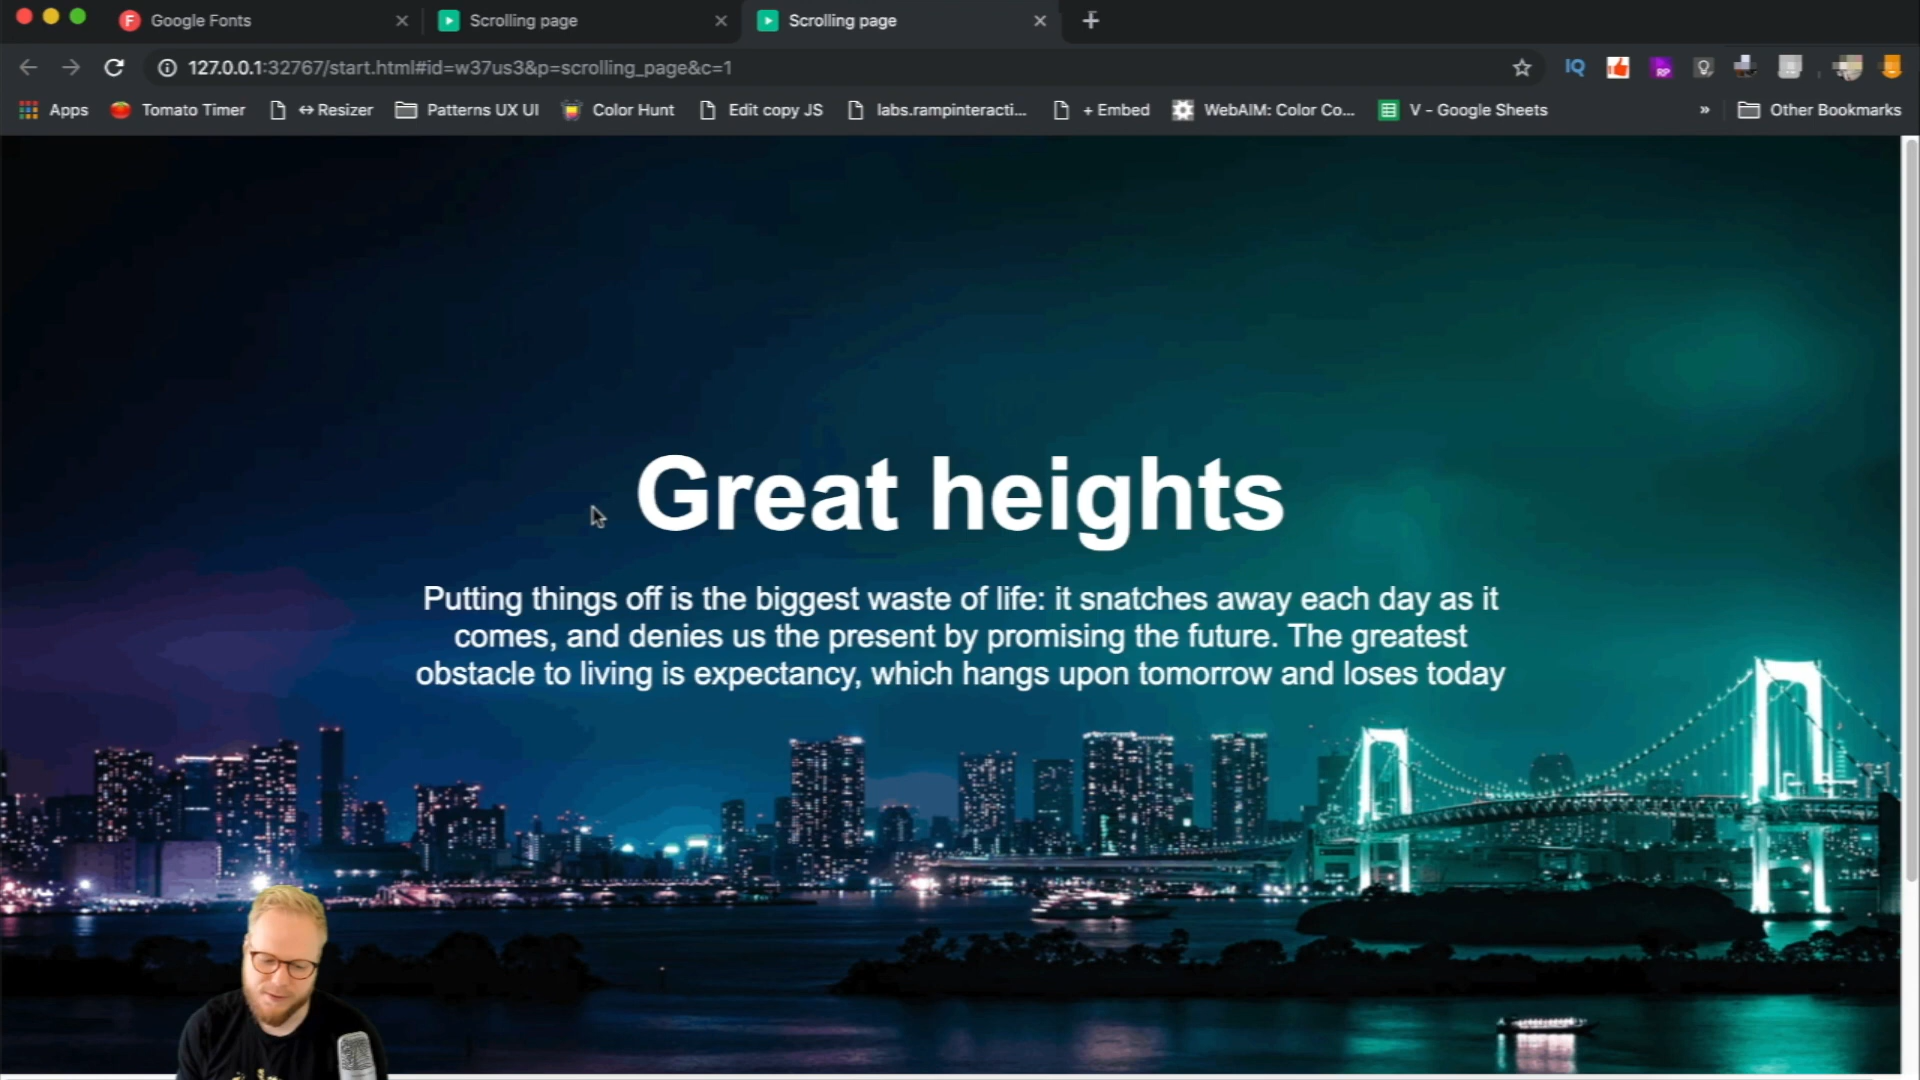 Google Fonts
Scrolling page
Scrolling page
127.0.0.1:32767/start.html#id=w37us3&p=scrolling_page&c=1
IQ
RP
Apps
Tomato Timer
↔Resizer
Patterns UX UI
Color Hunt
Edit copy JS
labs.rampinteracti...
+ Embed
WebAIM: Color Co...
V - Google Sheets
»
Other Bookmarks
Great heights
Putting things off is the biggest waste of life: it snatches away each day as it
comes, and denies us the present by promising the future. The greatest
obstacle to living is expectancy, which hangs upon tomorrow and loses today